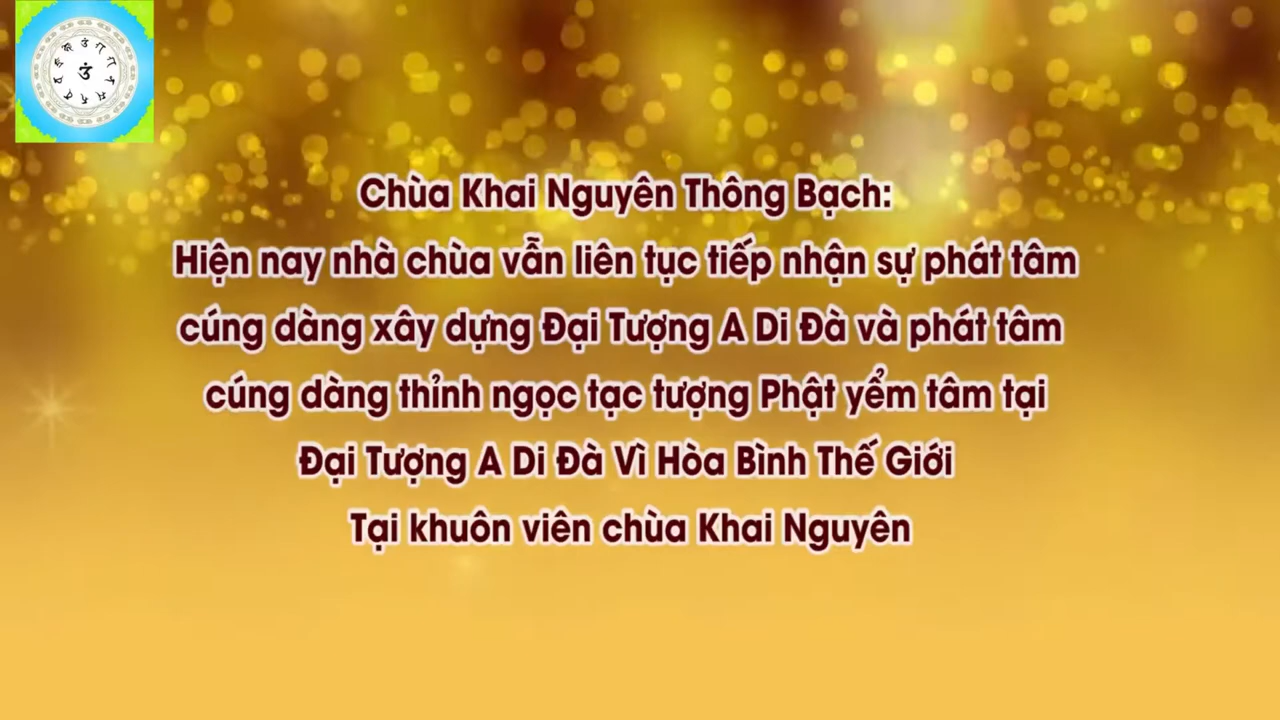 Chùa Khai Nguyên Thông Bạch:
Hiện nay nhà chùa vẫn liên tục tiếp nhận sự phát tâm
cúng dàng xây dựng Đại Tượng A Di Đà và phát tâm
cúng dàng thỉnh ngọc tạc tượng Phật yểm tâm tại
Đại Tượng A Di Đà Vì Hòa Bình Thế Giới
Tại khuôn viên chùa Khai Nguyên